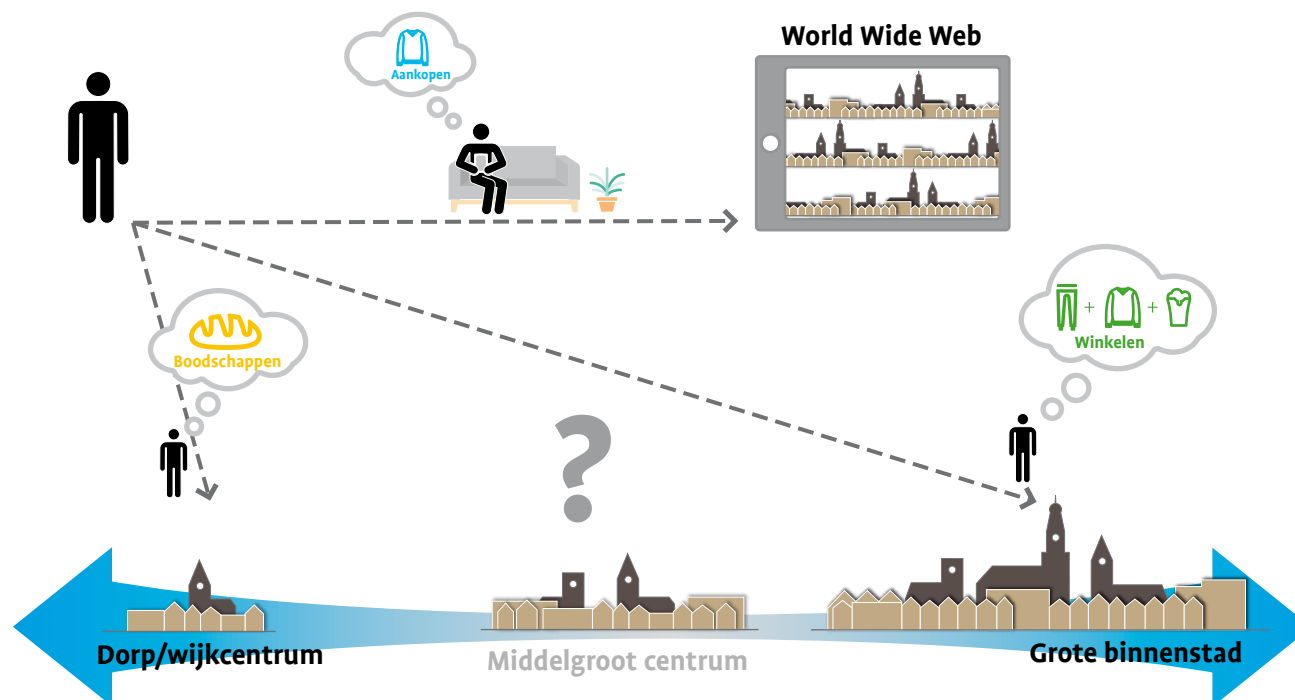 World Wide Web
Aankopen
Boodschappen
+ +
Winkelen
?
Dorp/wijkcentrum
Middelgroot centrum
Grote binnenstad